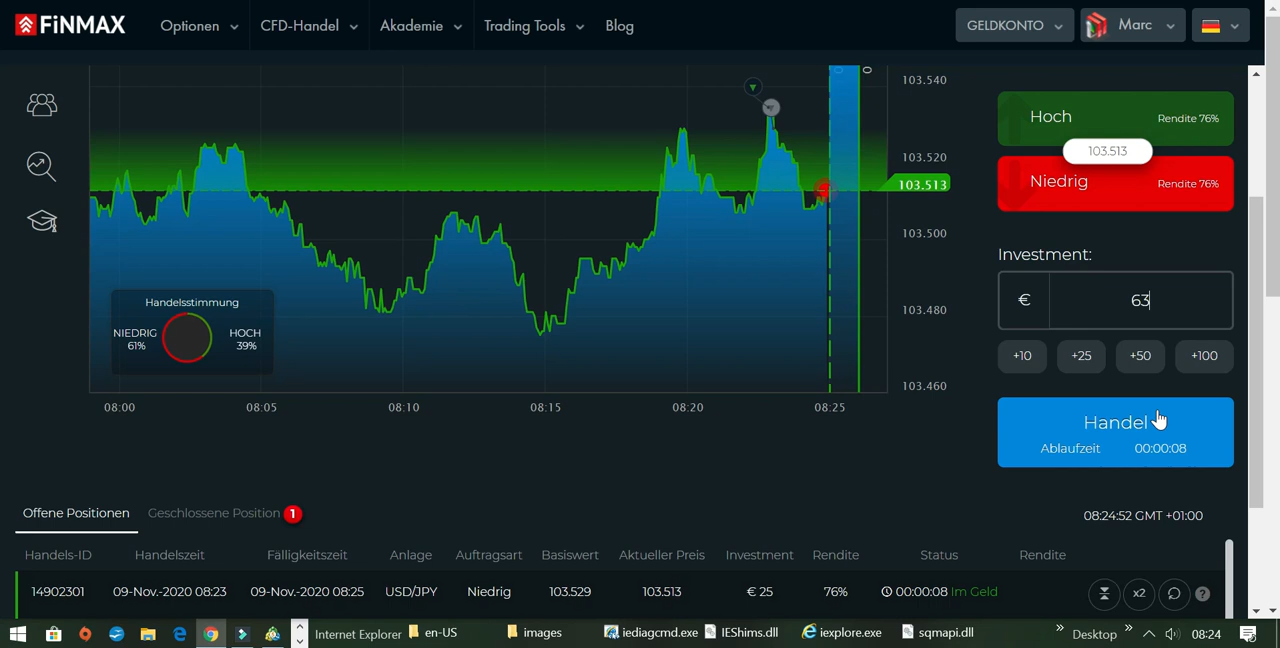 FiNMAX Optionen CFD-Handel Akademie Trading Tools Blog GELDKONTO Marc
103.540
Hoch Rendite 76%
103.520
103.513
Niedrig Rendite 76%
103.513
103.500
Investment:
€ 63
103.480
Handelsstimmung
NIEDRIG 61%
HOCH 39%
+10 +25 +50 +100
103.460
08:00 08:05 08:10 08:15 08:20 08:25
Handel
Ablaufzeit 00:00:08
Offene Positionen Geschlossene Position 1
08:24:52 GMT +01:00
Handels-ID Handelszeit Fälligkeitszeit Anlage Auftragsart Basiswert Aktueller Preis Investment Rendite Status Rendite
14902301 09-Nov.-2020 08:23 09-Nov.-2020 08:25 USD/JPY Niedrig 103.529 103.513 € 25 76% 00:00:08 Im Geld x2 ?
Internet Explorer en-US images iediagcmd.exe IEShims.dll iexplore.exe sqmapi.dll » Desktop » 08:24